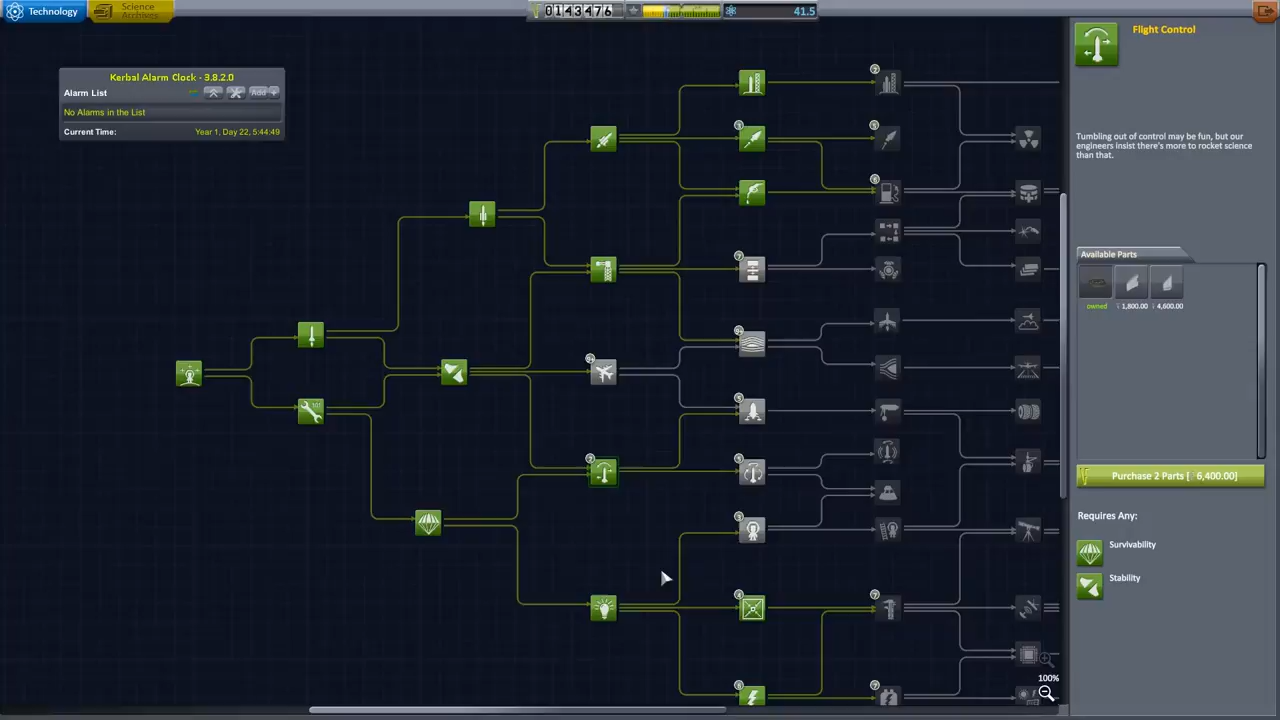 Technology
Science Archives
0143476
41.5
Kerbal Alarm Clock - 3.8.2.0
Alarm List
Add +
No Alarms in the List
Current Time:
Year 1, Day 22, 5:44:49
Flight Control
Tumbling out of control may be fun, but our
engineers insist there's more to rocket science
than that.
Available Parts
owned
1,800.00
4,600.00
Purchase 2 Parts [ 6,400.00]
Requires Any:
Survivability
Stability
101
100%